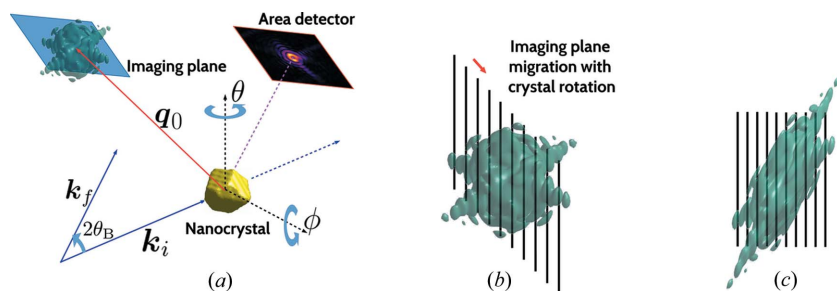 Area detector
Imaging plane
q0
θ
kf
2θB
ki
Nanocrystal
ϕ
(a)
Imaging plane
migration with
crystal rotation
(b)
(c)